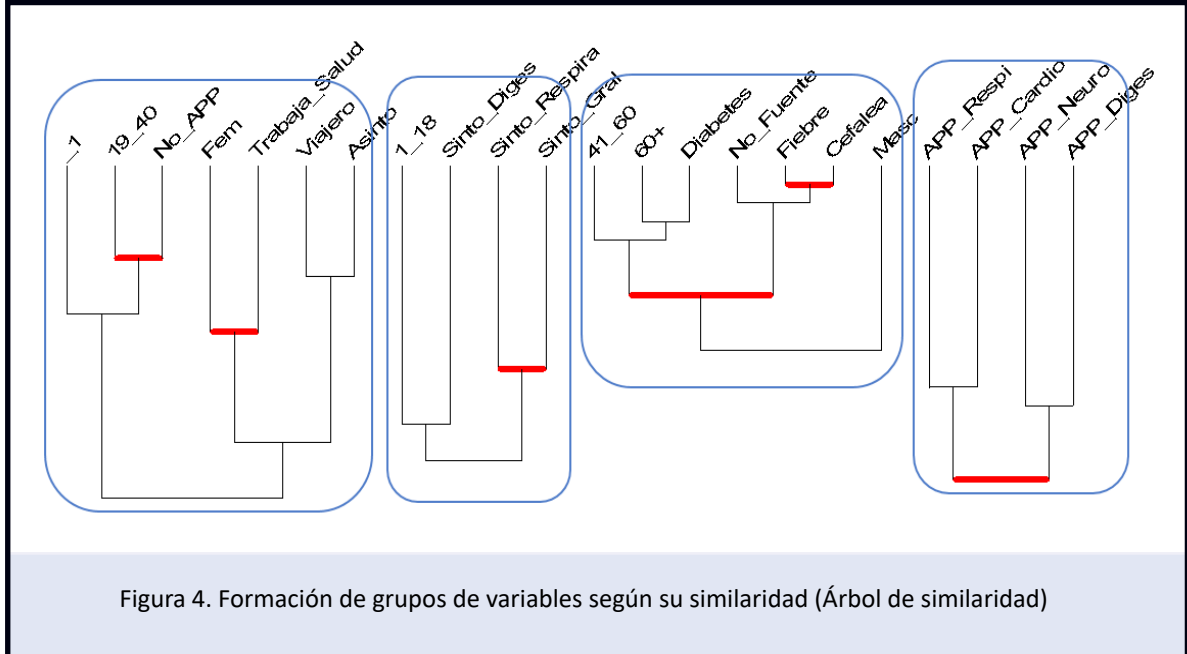 _1
19_40
No_APP
Fem
Trabaja_Salud
Viajero
Asinto
1_18
Sinto_Diges
Sinto_Respira
Sinto_Gral
41_60
60+
Diabetes
No_Fuente
Fiebre
Cefalea
Masc
APP_Respi
APP_Cardio
APP_Neuro
APP_Diges
Figura 4. Formación de grupos de variables según su similaridad (Árbol de similaridad)